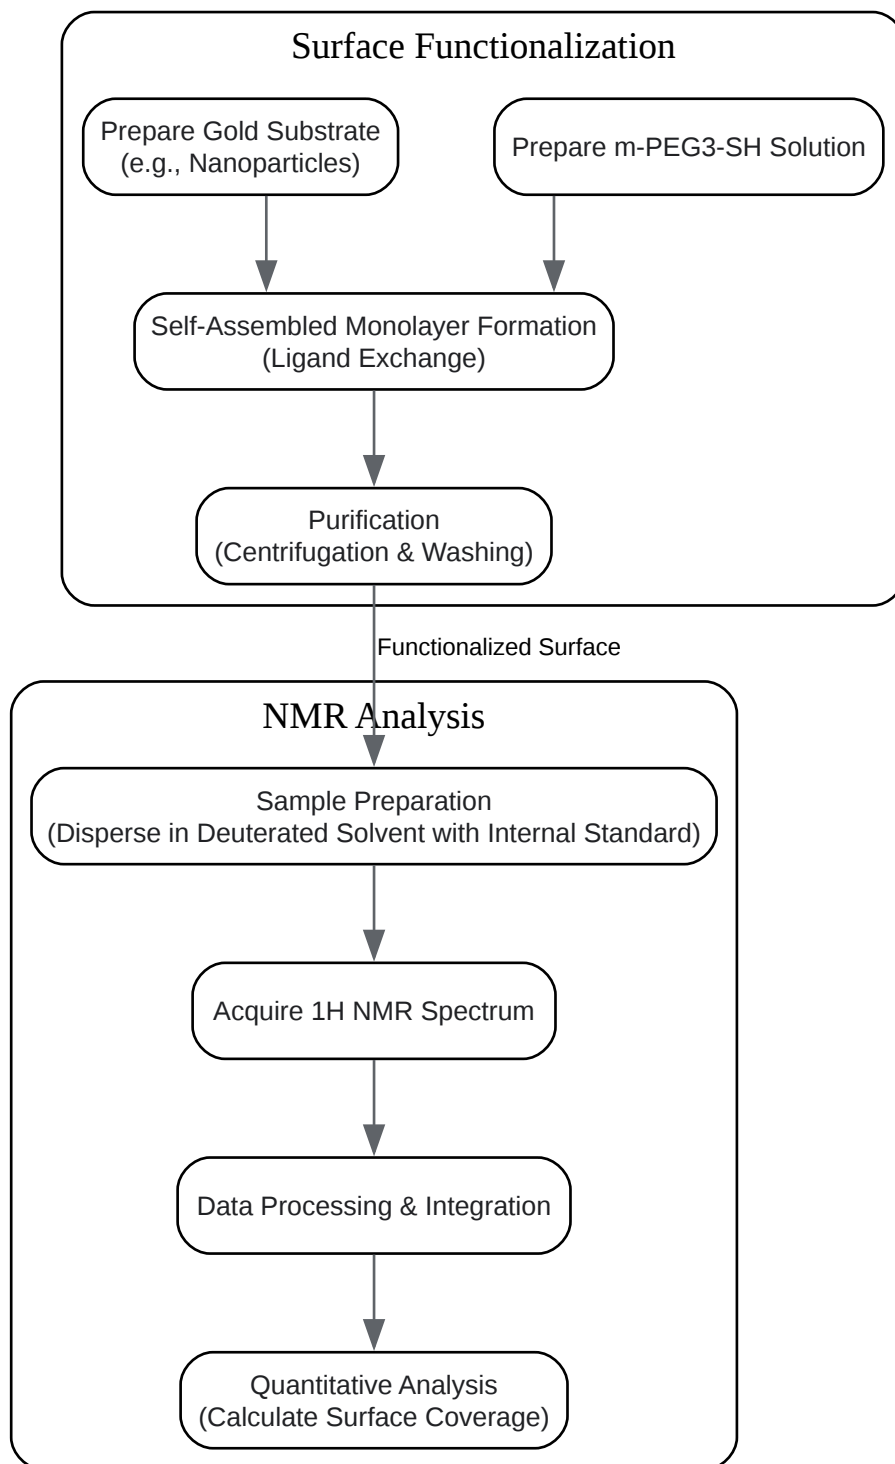 Surface Functionalization
Prepare Gold Substrate
(e.g., Nanoparticles)
Prepare m-PEG3-SH Solution
Self-Assembled Monolayer Formation
(Ligand Exchange)
Purification
(Centrifugation & Washing)
Functionalized Surface
NMR Analysis
Sample Preparation
(Disperse in Deuterated Solvent with Internal Standard)
Acquire 1H NMR Spectrum
Data Processing & Integration
Quantitative Analysis
(Calculate Surface Coverage)